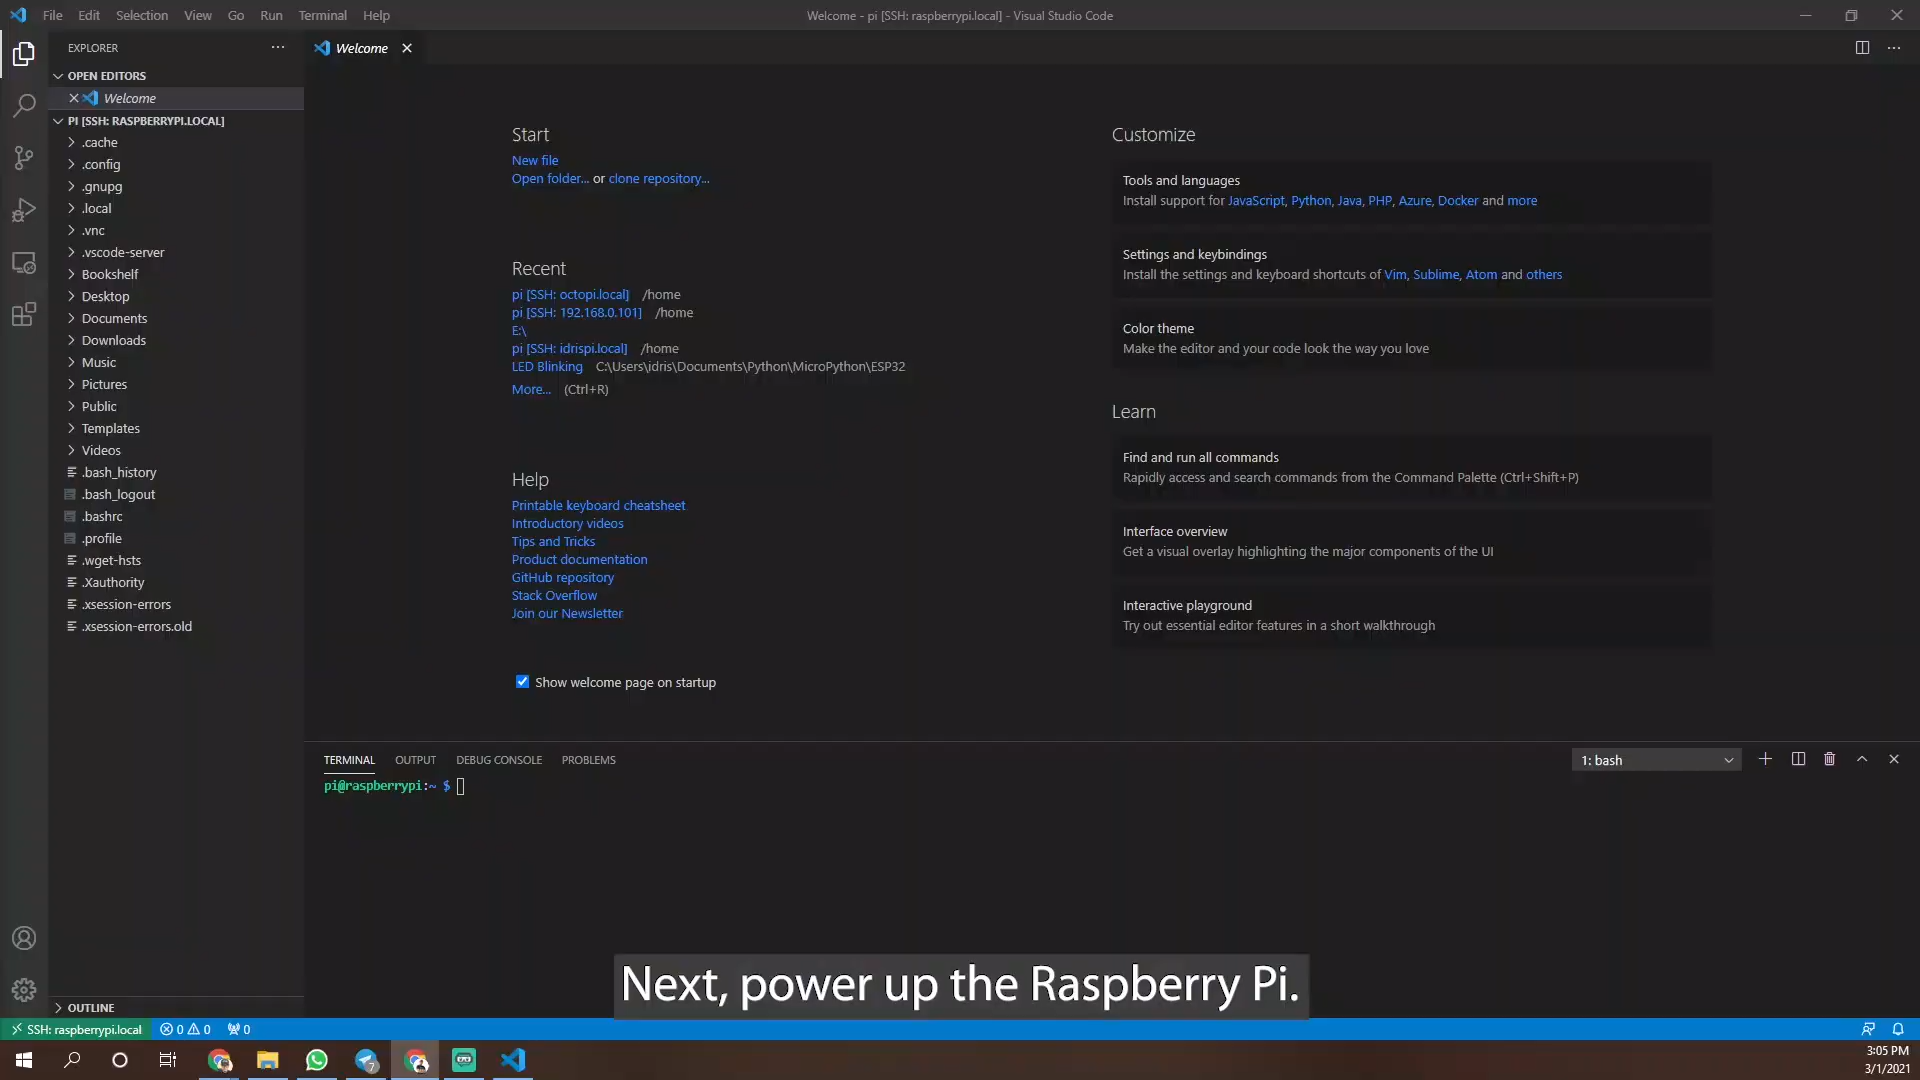 File Edit Selection View Go Run Terminal Help
Welcome - pi [SSH: raspberrypi.local] - Visual Studio Code
EXPLORER
OPEN EDITORS
Welcome
PI [SSH: RASPBERRYPI.LOCAL]
.cache
.config
.gnupg
.local
.vnc
.vscode-server
Bookshelf
Desktop
Documents
Downloads
Music
Pictures
Public
Templates
Videos
.bash_history
.bash_logout
.bashrc
.profile
.wget-hsts
.Xauthority
.xsession-errors
.xsession-errors.old
OUTLINE
Welcome
Start
New file
Open folder... or clone repository...
Recent
pi [SSH: octopi.local] /home
pi [SSH: 192.168.0.101] /home
E:\
pi [SSH: idrispi.local] /home
LED Blinking C:\Users\idris\Documents\Python\MicroPython\ESP32
More... (Ctrl+R)
Help
Printable keyboard cheatsheet
Introductory videos
Tips and Tricks
Product documentation
GitHub repository
Stack Overflow
Join our Newsletter
Show welcome page on startup
Customize
Tools and languages
Install support for JavaScript, Python, Java, PHP, Azure, Docker and more
Settings and keybindings
Install the settings and keyboard shortcuts of Vim, Sublime, Atom and others
Color theme
Make the editor and your code look the way you love
Learn
Find and run all commands
Rapidly access and search commands from the Command Palette (Ctrl+Shift+P)
Interface overview
Get a visual overlay highlighting the major components of the UI
Interactive playground
Try out essential editor features in a short walkthrough
TERMINAL OUTPUT DEBUG CONSOLE PROBLEMS
1: bash
pi@raspberrypi:~ $
Next, power up the Raspberry Pi.
SSH: raspberrypi.local 0 0 0
7
3:05 PM
3/1/2021